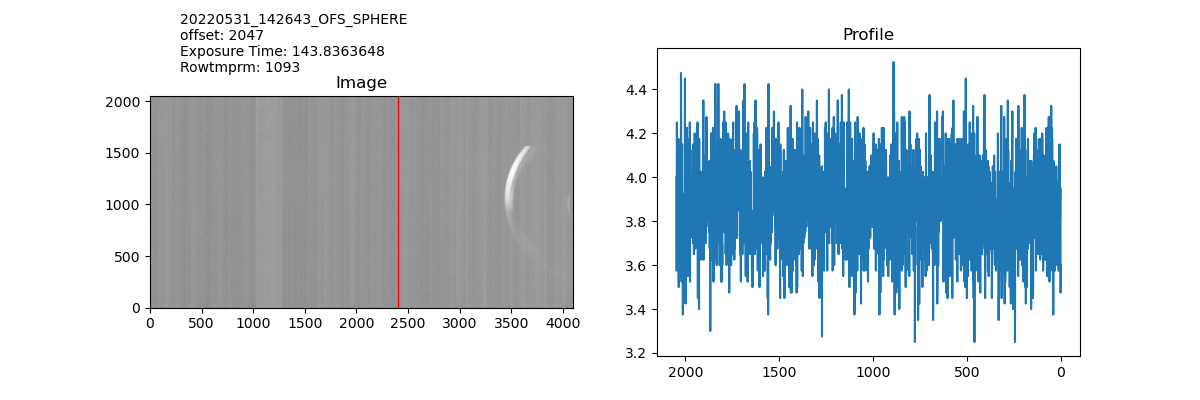 20220531_142643_OFS_SPHERE
offset: 2047
Exposure Time: 143.8363648
Rowtmprm: 1093
Image
2000
1500
1000
500
0
0 500 1000 1500 2000 2500 3000 3500 4000
Profile
4.4
4.2
4.0
3.8
3.6
3.4
3.2
2000 1500 1000 500 0